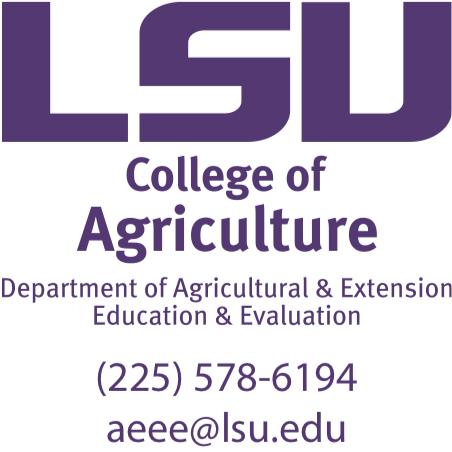 LSU
College of
Agriculture
Department of Agricultural & Extension
Education & Evaluation
(225) 578-6194
aeee@lsu.edu